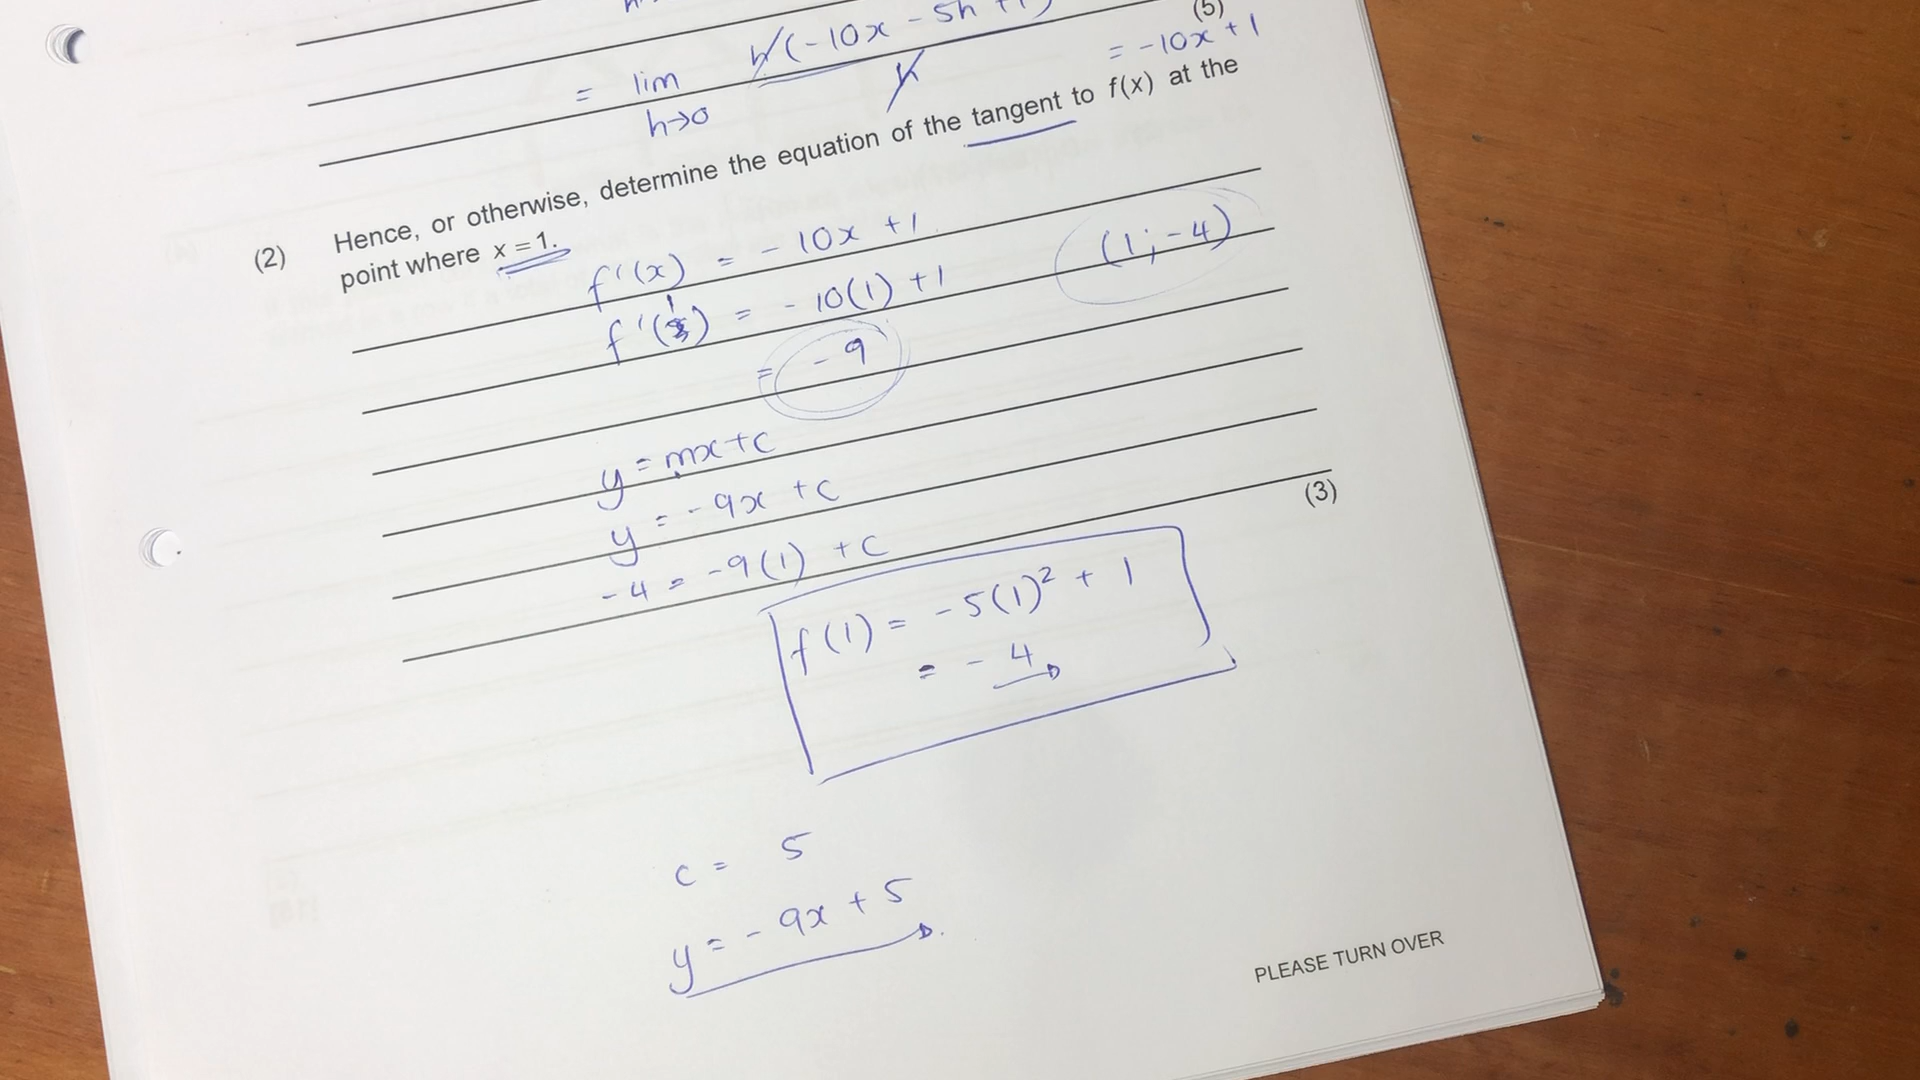 (5)
= lim h(-10x - 5h + 1) = -10x + 1
h→0 h
(2) Hence, or otherwise, determine the equation of the tangent to f(x) at the
point where x = 1.
f'(x) = -10x + 1 (1; -4)
f'(1) = -10(1) + 1
= -9
y = mx + c
y = -9x + c
-4 = -9(1) + c
(3)
f(1) = -5(1)² + 1
= -4
c = 5
y = -9x + 5
PLEASE TURN OVER